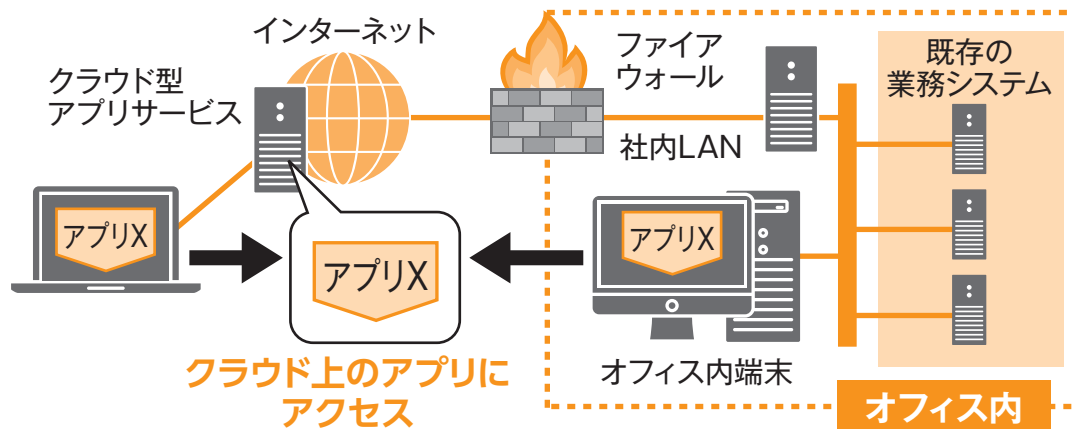 インターネット
クラウド型
アプリサービス
ファイア
ウォール
社内LAN
既存の
業務システム
アプリX
アプリX
アプリX
クラウド上のアプリに
アクセス
オフィス内端末
オフィス内